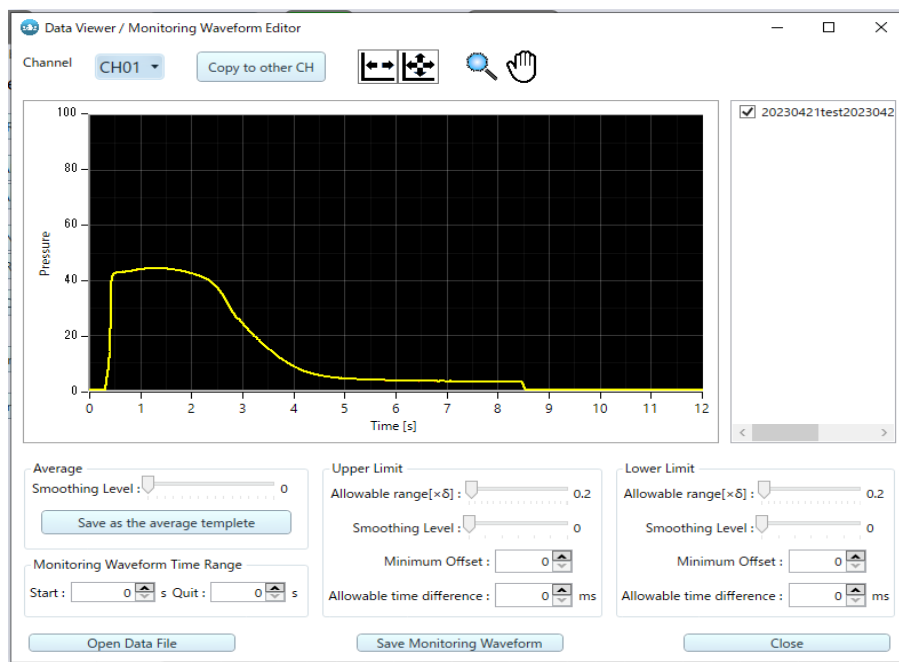 Data Viewer / Monitoring Waveform Editor
Channel CH01 Copy to other CH
100
80
60
40
20
0
Pressure
0 1 2 3 4 5 6 7 8 9 10 11 12
Time [s]
20230421test2023042
Average
Smoothing Level : 0
Save as the average templete
Monitoring Waveform Time Range
Start : 0 s Quit : 0 s
Upper Limit
Allowable range[×δ] : 0.2
Smoothing Level : 0
Minimum Offset : 0
Allowable time difference : 0 ms
Lower Limit
Allowable range[×δ] : 0.2
Smoothing Level : 0
Minimum Offset : 0
Allowable time difference : 0 ms
Open Data File
Save Monitoring Waveform
Close